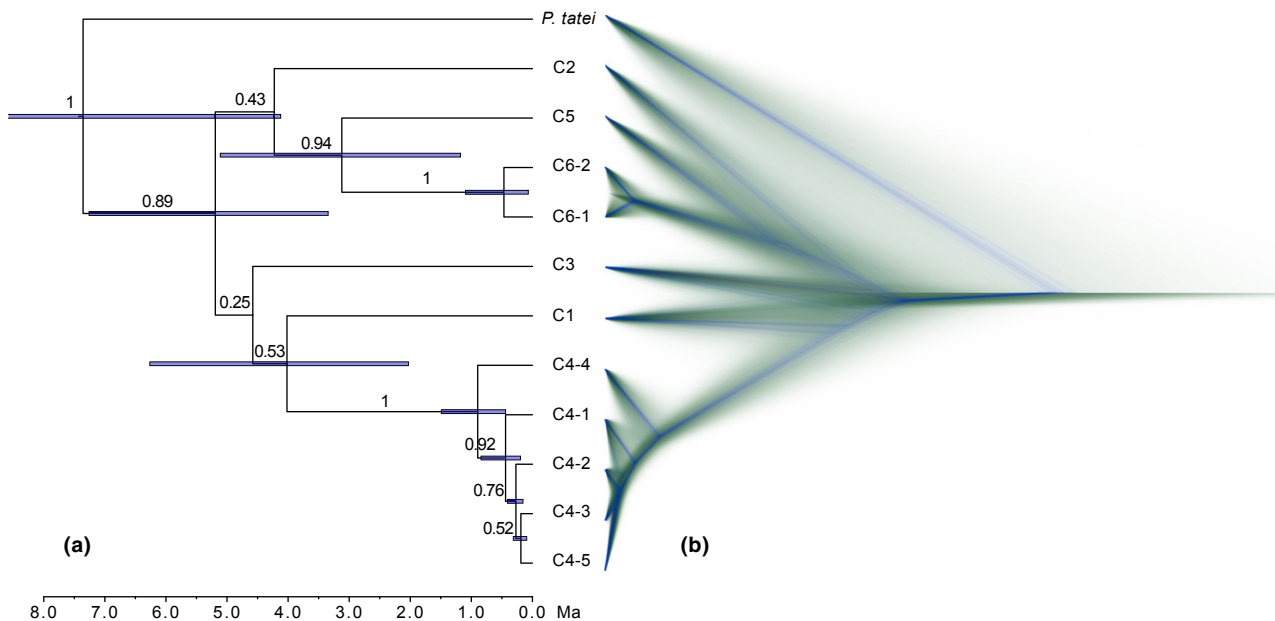 P. tatei
C2
0.43
1
C5
0.94
C6-2
1
0.89
C6-1
C3
0.25
C1
0.53
C4-4
1
C4-1
0.92
C4-2
0.76
C4-3
0.52
(a)
(b)
C4-5
8.0 7.0 6.0 5.0 4.0 3.0 2.0 1.0 0.0 Ma